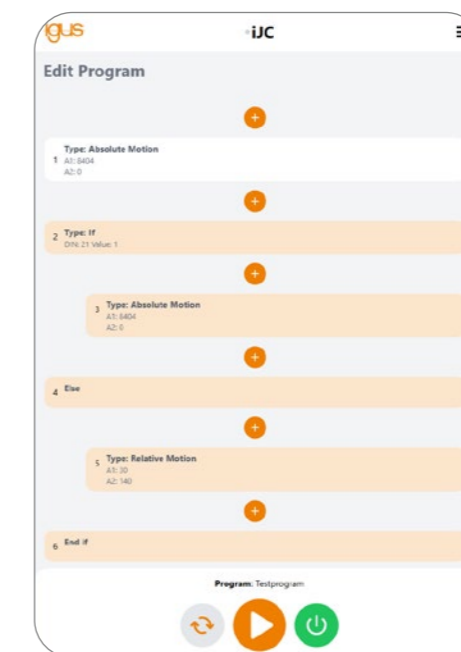 igus
iJC
Edit Program
Type: Absolute Motion
1 A1: 8404
A2: 0
2 Type: If
DIN: 21 Value: 1
3 Type: Absolute Motion
A1: 8404
A2: 0
4 Else
5 Type: Relative Motion
A1: 30
A2: 140
6 End if
Program: Testprogram